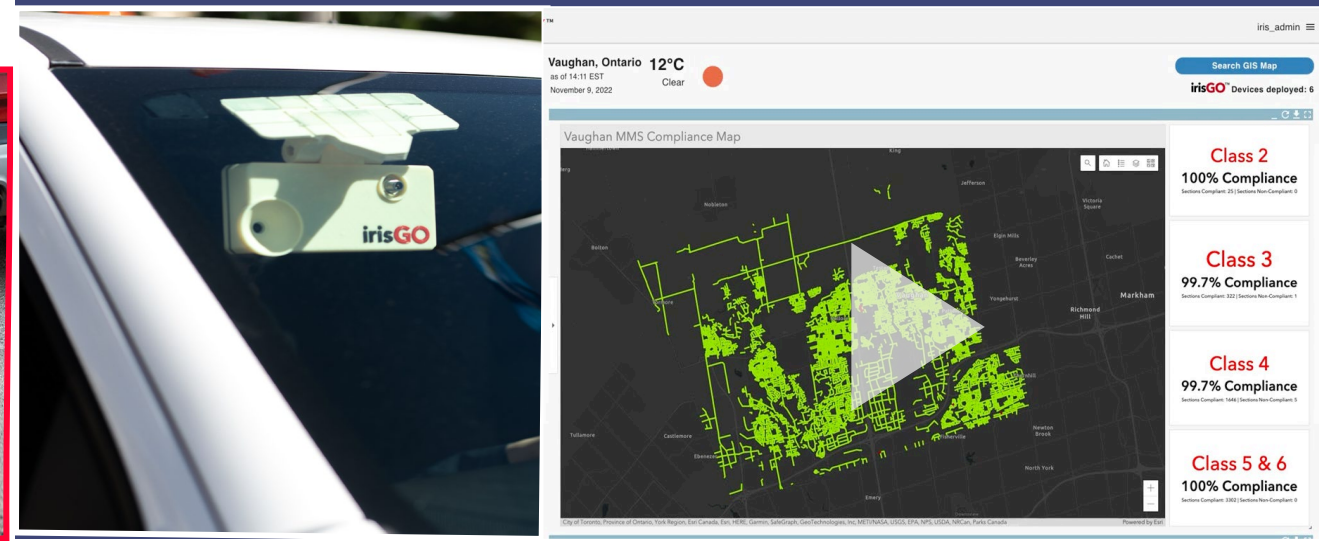 irisGO
™
iris_admin
Vaughan, Ontario 12°C
as of 14:11 EST
Clear
November 9, 2022
Search GIS Map
irisGO™ Devices deployed: 6
Vaughan MMS Compliance Map
King
Jefferson
Nobleton
Victoria
Square
Bolton
Elgin Mills
Beverley
Acres
Cachet
Yongehurst
Markham
Richmond
Hill
Tullamore
Castlemore
Ebenezer
Newton
Brook
North York
Emery
City of Toronto, Province of Ontario, York Region, Esri Canada, Esri, HERE, Garmin, SafeGraph, GeoTechnologies, Inc, METI/NASA, USGS, EPA, NPS, USDA, NRCan, Parks Canada
Powered by Esri
Class 2
100% Compliance
Sections Compliant: 25 | Sections Non-Compliant: 0
Class 3
99.7% Compliance
Sections Compliant: 322 | Sections Non-Compliant: 1
Class 4
99.7% Compliance
Sections Compliant: 1646 | Sections Non-Compliant: 5
Class 5 & 6
100% Compliance
Sections Compliant: 3302 | Sections Non-Compliant: 0